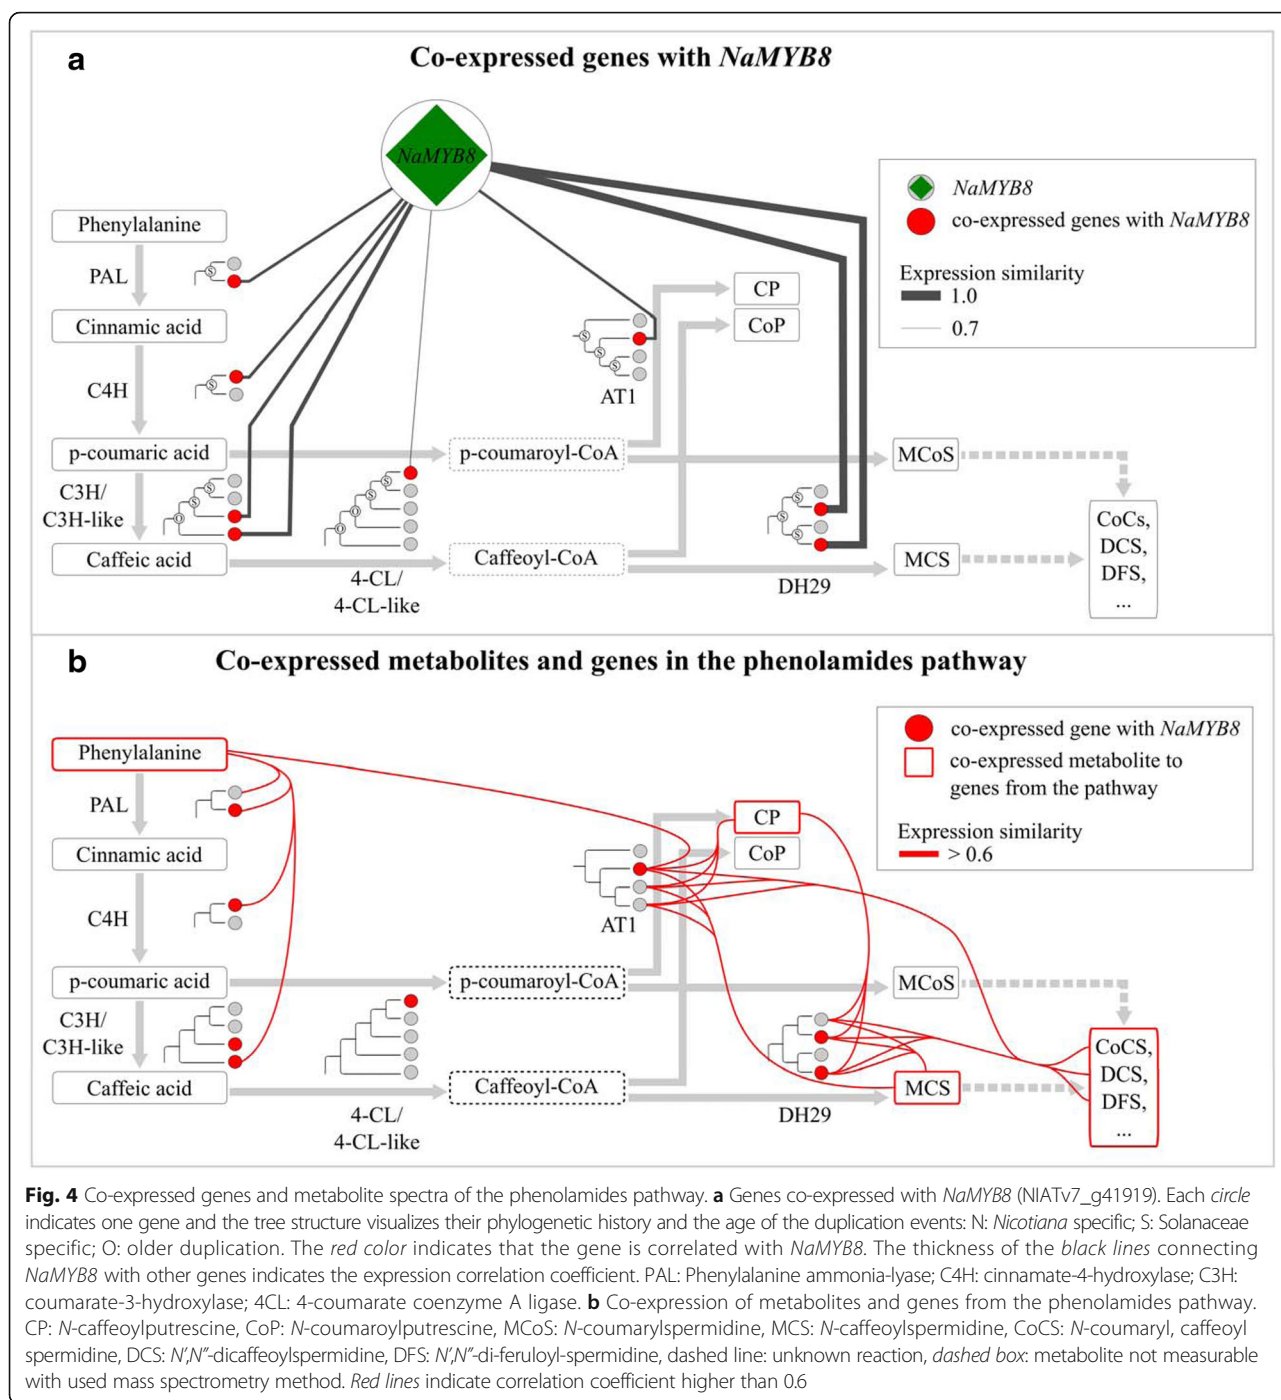 a
Co-expressed genes with NaMYB8
NaMYB8
NaMYB8
co-expressed genes with NaMYB8
Expression similarity
1.0
0.7
Phenylalanine
PAL
S
Cinnamic acid
C4H
S
p-coumaric acid
C3H/
C3H-like
S
S
O
Caffeic acid
S
S
O
O
4-CL/
4-CL-like
p-coumaroyl-CoA
Caffeoyl-CoA
CP
CoP
S
S
S
AT1
S
S
S
DH29
MCoS
MCS
CoCs,
DCS,
DFS,
...
b
Co-expressed metabolites and genes in the phenolamides pathway
co-expressed gene with NaMYB8
co-expressed metabolite to
genes from the pathway
Expression similarity
> 0.6
Phenylalanine
PAL
Cinnamic acid
C4H
p-coumaric acid
C3H/
C3H-like
Caffeic acid
4-CL/
4-CL-like
p-coumaroyl-CoA
Caffeoyl-CoA
CP
CoP
AT1
DH29
MCoS
MCS
CoCS,
DCS,
DFS,
...
Fig. 4 Co-expressed genes and metabolite spectra of the phenolamides pathway. a Genes co-expressed with NaMYB8 (NIATv7_g41919). Each circle
indicates one gene and the tree structure visualizes their phylogenetic history and the age of the duplication events: N: Nicotiana specific; S: Solanaceae
specific; O: older duplication. The red color indicates that the gene is correlated with NaMYB8. The thickness of the black lines connecting
NaMYB8 with other genes indicates the expression correlation coefficient. PAL: Phenylalanine ammonia-lyase; C4H: cinnamate-4-hydroxylase; C3H:
coumarate-3-hydroxylase; 4CL: 4-coumarate coenzyme A ligase. b Co-expression of metabolites and genes from the phenolamides pathway.
CP: N-caffeoylputrescine, CoP: N-coumaroylputrescine, MCoS: N-coumarylspermidine, MCS: N-caffeoylspermidine, CoCS: N-coumaryl, caffeoyl
spermidine, DCS: N′,N″-dicaffeoylspermidine, DFS: N′,N″-di-feruloyl-spermidine, dashed line: unknown reaction, dashed box: metabolite not measurable
with used mass spectrometry method. Red lines indicate correlation coefficient higher than 0.6